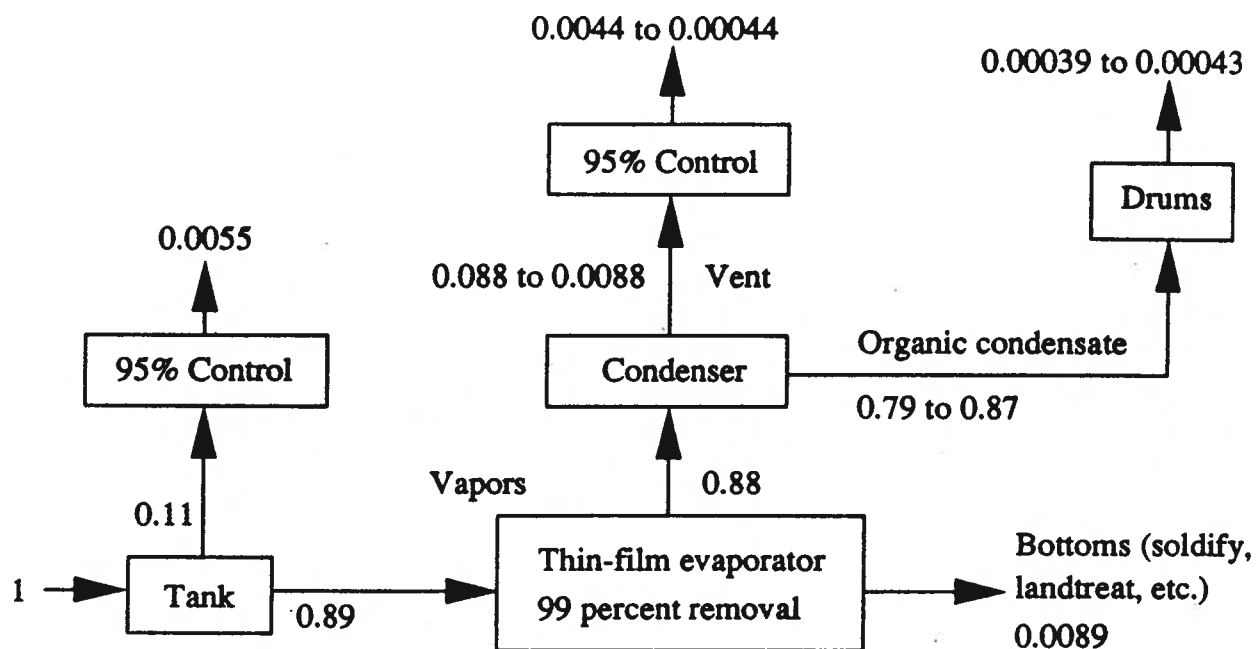 0.0044 to 0.00044
0.00039 to 0.00043
95% Control
Drums
0.0055
0.088 to 0.0088
Vent
95% Control
Condenser
Organic condensate
0.79 to 0.87
Vapors
0.88
0.11
1
Tank
0.89
Thin-film evaporator
99 percent removal
Bottoms (soldify,
landtreat, etc.)
0.0089